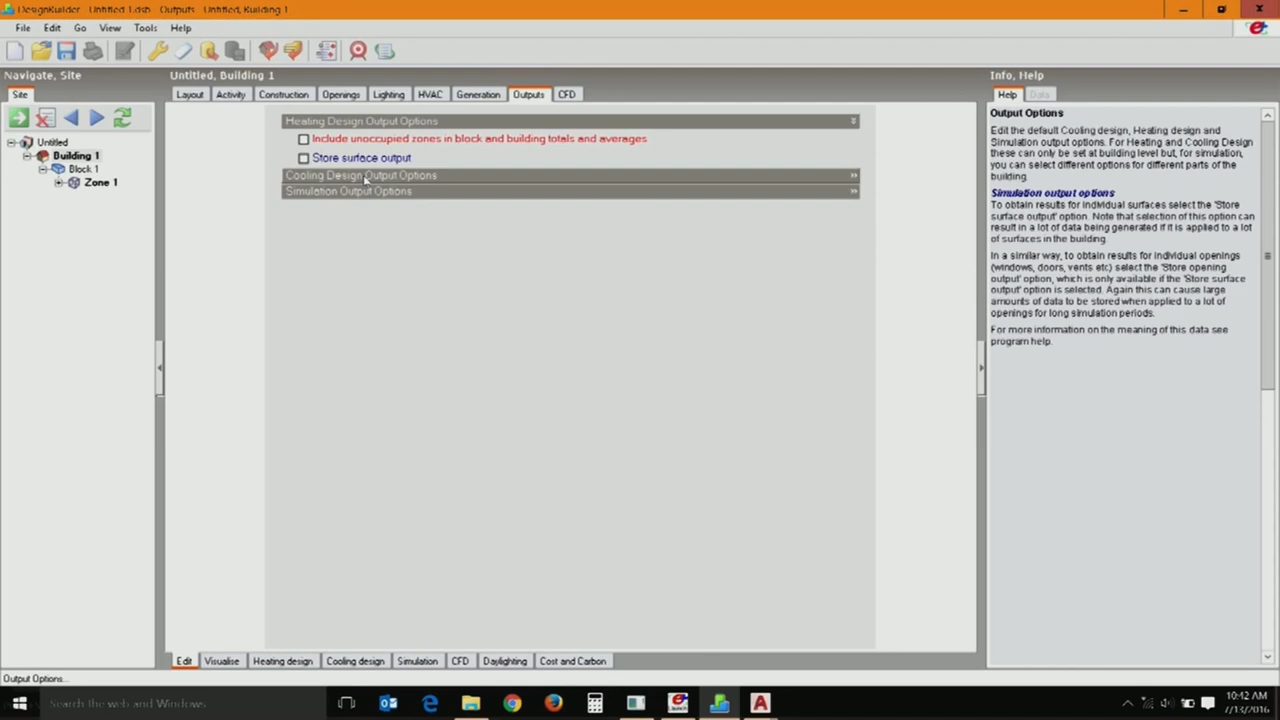 DesignBuilder - Untitled 1.dsb - Outputs - Untitled, Building 1
File Edit Go View Tools Help
Navigate, Site
Untitled, Building 1
Info, Help
Site
Layout Activity Construction Openings Lighting HVAC Generation Outputs CFD
Help Data
Untitled
Building 1
Block 1
Zone 1
Heating Design Output Options
Include unoccupied zones in block and building totals and averages
Store surface output
Cooling Design Output Options
Simulation Output Options
Output Options
Edit the default Cooling design, Heating design and
Simulation output options. For Heating and Cooling Design
these can only be set at building level but, for simulation,
you can select different options for different parts of the
building.
Simulation output options
To obtain results for individual surfaces select the 'Store
surface output' option. Note that selection of this option can
result in a lot of data being generated if it is applied to a lot
of surfaces in the building.
In a similar way, to obtain results for individual openings
(windows, doors, vents etc) select the 'Store opening
output' option, which is only available if the 'Store surface
output' option is selected. Again this can cause large
amounts of data to be stored when applied to a lot of
openings for long simulation periods.
For more information on the meaning of this data see
program help.
Edit Visualise Heating design Cooling design Simulation CFD Daylighting Cost and Carbon
Output Options...
Search the web and Windows
10:42 AM
7/13/2016